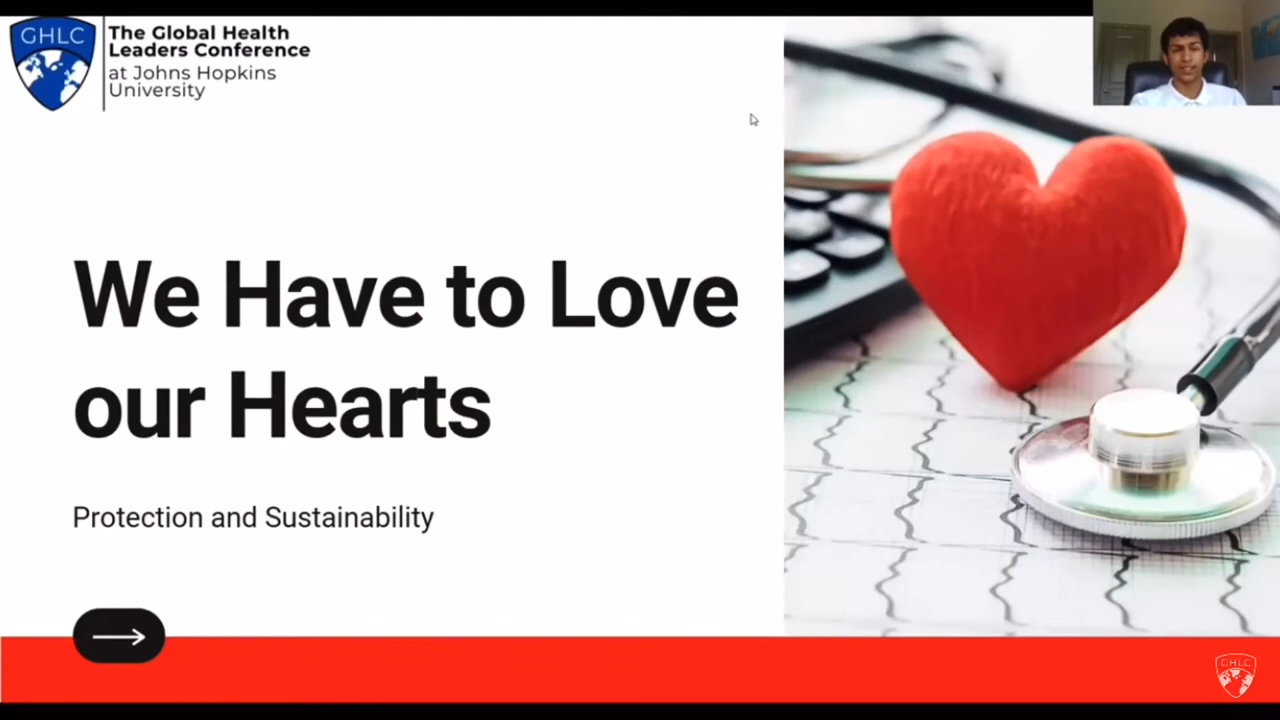 GHLC
The Global Health
Leaders Conference
at Johns Hopkins
University
We Have to Love
our Hearts
Protection and Sustainability
GHLC